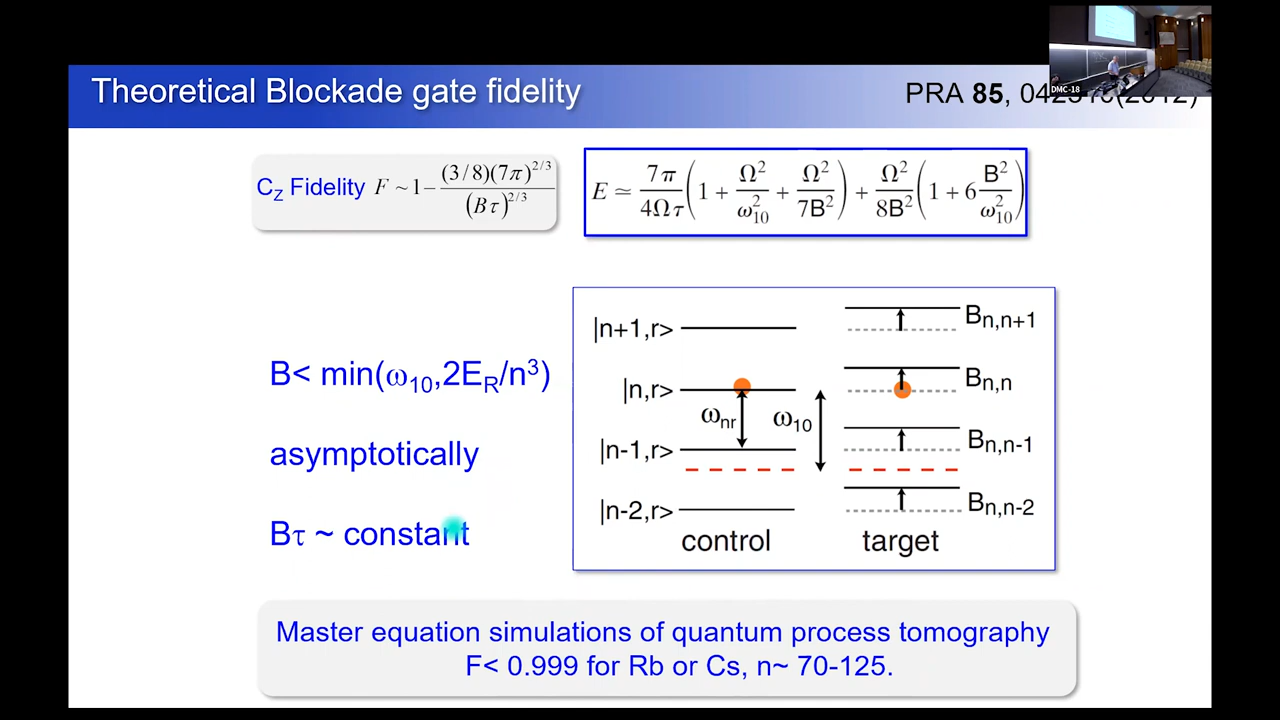 Theoretical Blockade gate fidelity
PRA 85,
DMC-18
C_Z Fidelity F ~ 1 − (3/8)(7π)^{2/3} / (Bτ)^{2/3}
E ≃ 7π/4Ωτ (1 + Ω²/ω₁₀² + Ω²/7B²) + Ω²/8B² (1 + 6 B²/ω₁₀²)
B< min(ω₁₀,2E_R/n³)
asymptotically
Bτ ~ constant
|n+1,r>
|n,r>
|n-1,r>
|n-2,r>
ω_nr
ω₁₀
control
B_n,n+1
B_n,n
B_n,n-1
B_n,n-2
target
Master equation simulations of quantum process tomography
F< 0.999 for Rb or Cs, n~ 70-125.